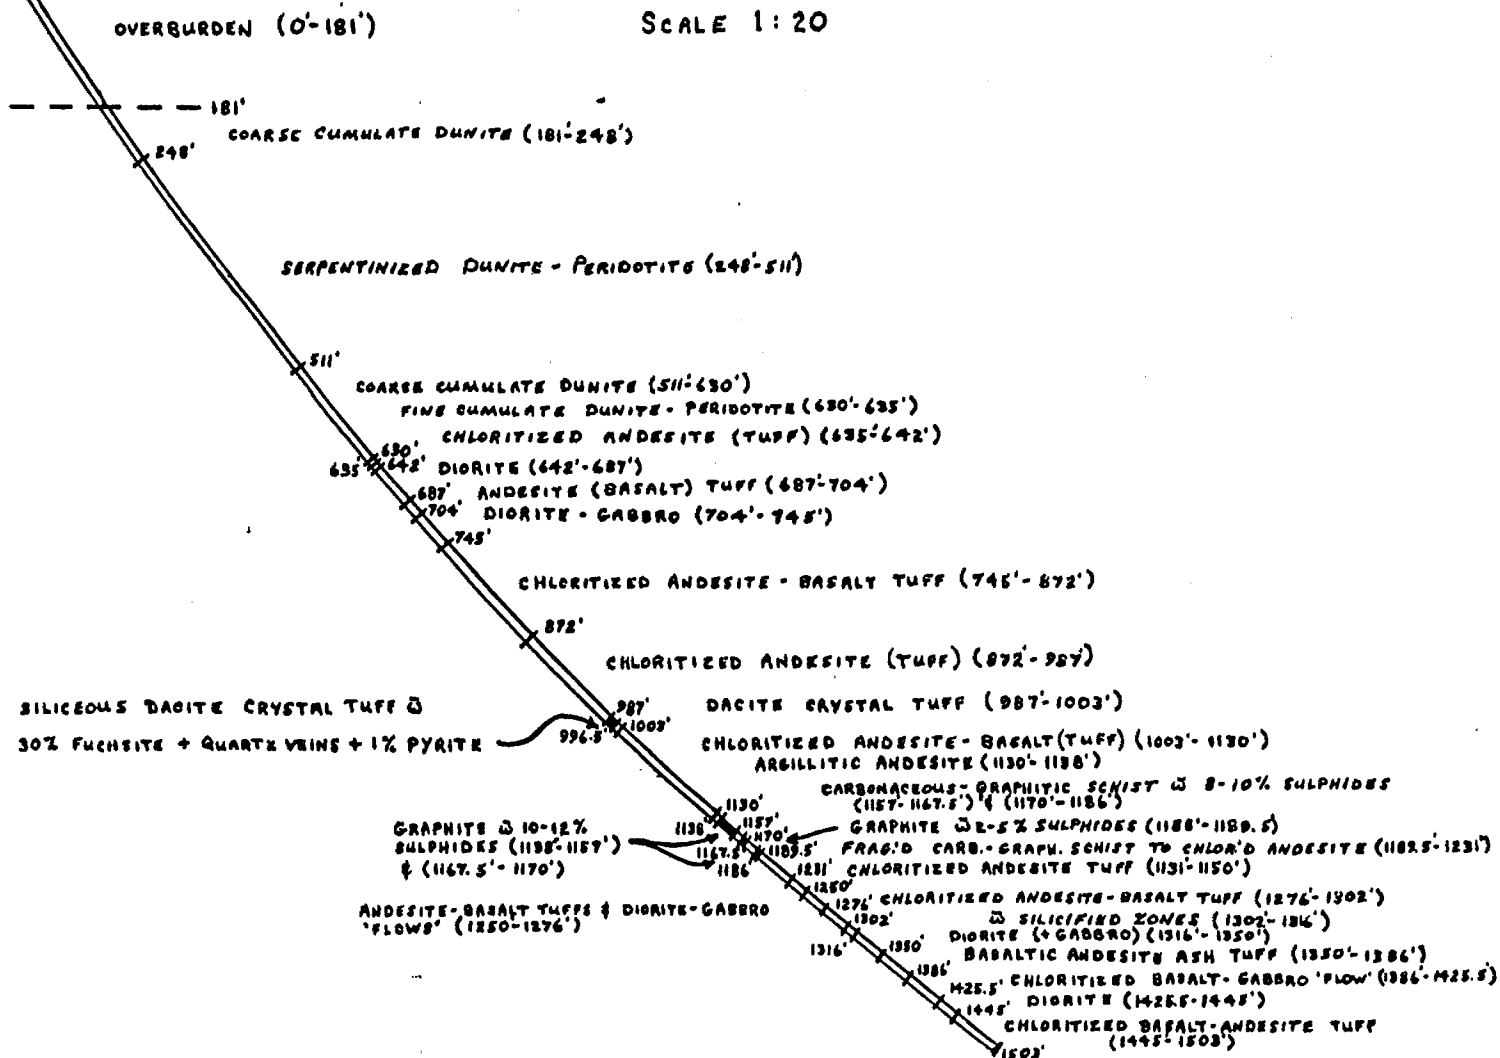 OVERBURDEN (0'-181')
SCALE 1:20
181'
COARSE CUMULATE DUNITE (181'-248')
248'
SERPENTINIZED DUNITE - PERIDOTITE (248'-511')
511'
COARSE CUMULATE DUNITE (511'-630')
FINE CUMULATE DUNITE - PERIDOTITE (630'-635')
CHLORITIZED ANDESITE (TUFF) (635'-642')
630'
635'
642'
DIORITE (642'-687')
687'
ANDESITE (BASALT) TUFF (687'-704')
704'
DIORITE - GABBRO (704'-745')
745'
CHLORITIZED ANDESITE - BASALT TUFF (745'-872')
872'
CHLORITIZED ANDESITE (TUFF) (872'-987')
SILICEOUS DACITE CRYSTAL TUFF w̄
30% FUCHSITE + QUARTZ VEINS + 1% PYRITE
987'
996.5'
1003'
DACITE CRYSTAL TUFF (987'-1003')
CHLORITIZED ANDESITE - BASALT (TUFF) (1003'-1130')
ARGILLITIC ANDESITE (1130'-1138')
CARBONACEOUS - GRAPHITIC SCHIST w̄ 8-10% SULPHIDES
(1157'-1167.5') & (1170'-1186')
1130'
1138'
1157'
1170'
1167.5'
1189.5'
1186'
GRAPHITE w̄ 10-12%
SULPHIDES (1138'-1157')
& (1167.5'-1170')
GRAPHITE w̄ 2-5% SULPHIDES (1186'-1189.5')
FRAG'D CARB.-GRAPH. SCHIST TO CHLOR'D ANDESITE (1189.5-1231')
1231'
CHLORITIZED ANDESITE TUFF (1131'-1150')
1250'
1276'
CHLORITIZED ANDESITE-BASALT TUFF (1276'-1302')
ANDESITE-BASALT TUFFS & DIORITE-GABBRO
'FLOWS' (1250-1276')
1302'
w̄ SILICIFIED ZONES (1302'-1316')
1316'
DIORITE (+GABBRO) (1316'-1350')
1350'
BASALTIC ANDESITE ASH TUFF (1350'-1386')
1386'
CHLORITIZED BASALT-GABBRO 'FLOW' (1386'-1425.5')
1425.5'
DIORITE (1425.5-1445')
1445'
CHLORITIZED BASALT-ANDESITE TUFF
(1445'-1503')
1503'